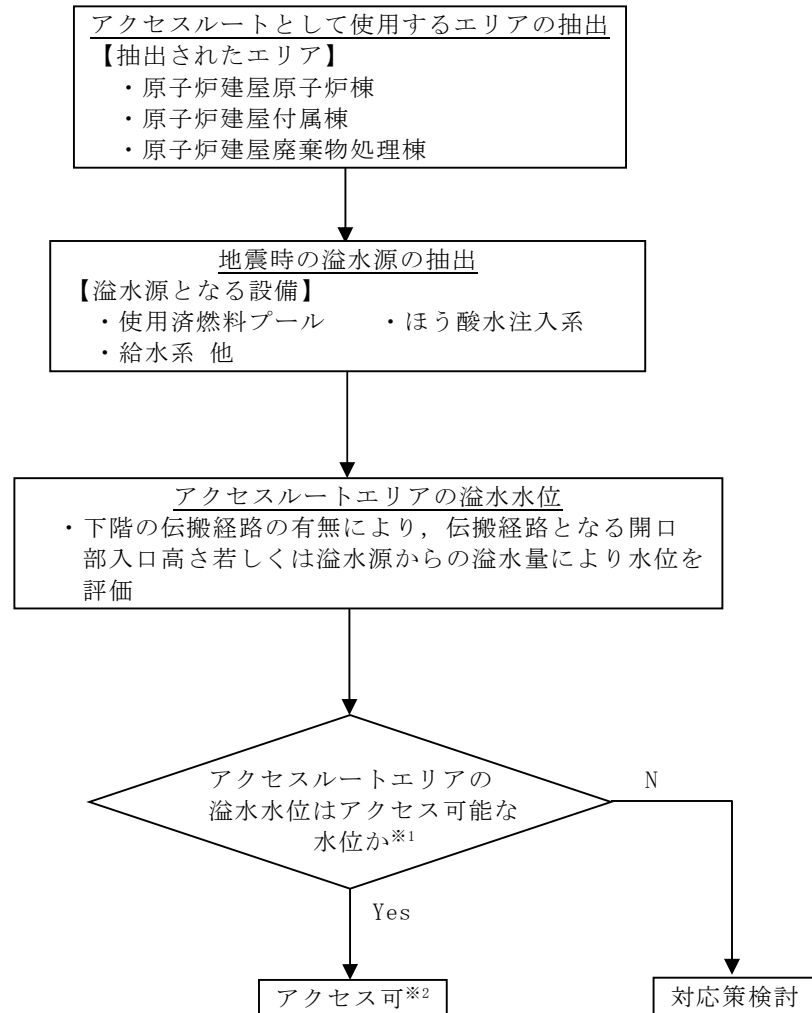 アクセスルートとして使用するエリアの抽出
【抽出されたエリア】
・原子炉建屋原子炉棟
・原子炉建屋付属棟
・原子炉建屋廃棄物処理棟
地震時の溢水源の抽出
【溢水源となる設備】
・使用済燃料プール ・ほう酸水注入系
・給水系 他
アクセスルートエリアの溢水水位
・下階の伝搬経路の有無により，伝搬経路となる開口
部入口高さ若しくは溢水源からの溢水量により水位を
評価
アクセスルートエリアの
溢水水位はアクセス可能な
水位か※1
N
Yes
アクセス可※2
対応策検討